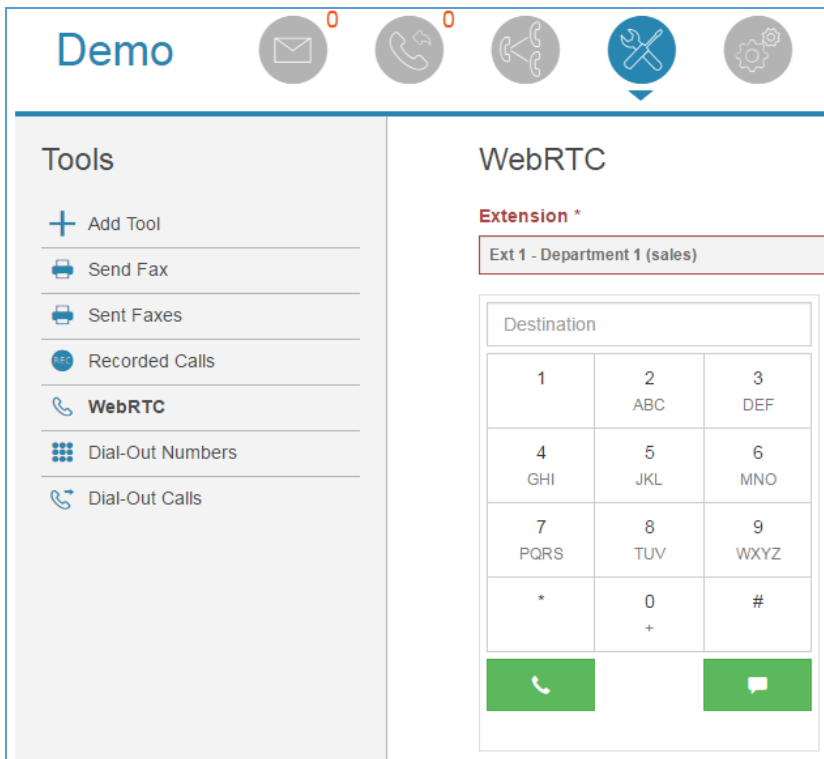 Demo
0
0
Tools
Add Tool
Send Fax
Sent Faxes
REC
Recorded Calls
WebRTC
Dial-Out Numbers
Dial-Out Calls
WebRTC
Extension *
Ext 1 - Department 1 (sales)
Destination
1 2 3
ABC DEF
4 5 6
GHI JKL MNO
7 8 9
PQRS TUV WXYZ
* 0 #
+